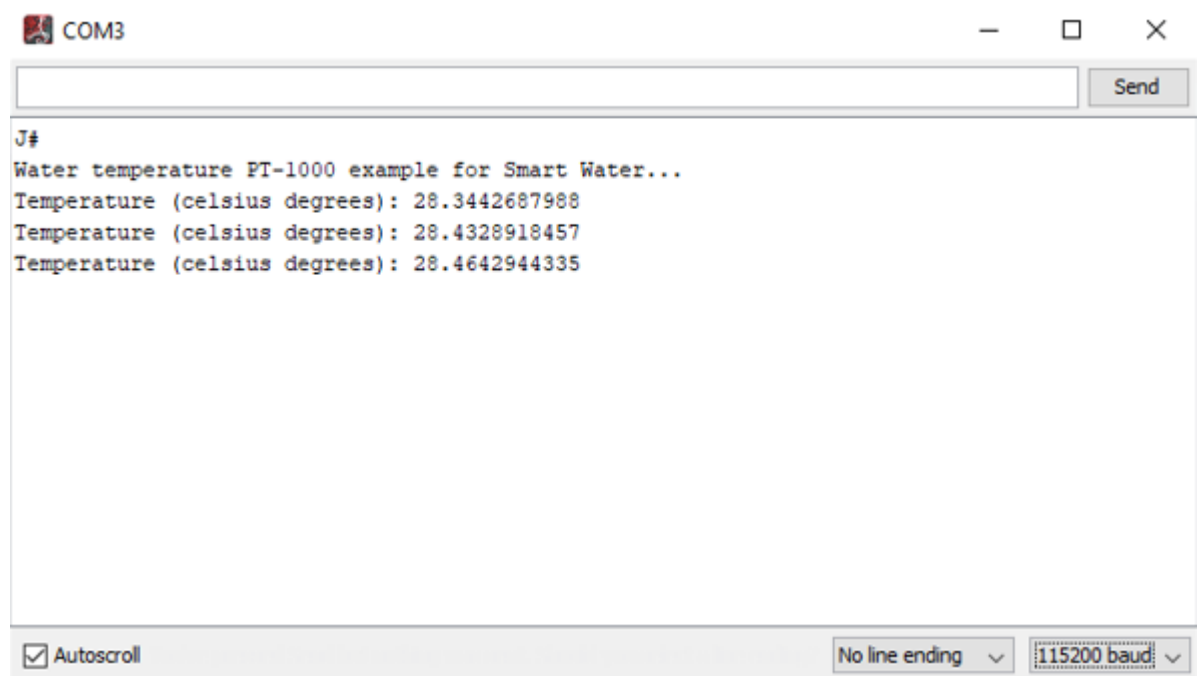 COM3
Send
J#
Water temperature PT-1000 example for Smart Water...
Temperature (celsius degrees): 28.3442687988
Temperature (celsius degrees): 28.4328918457
Temperature (celsius degrees): 28.4642944335
Autoscroll
No line ending
115200 baud